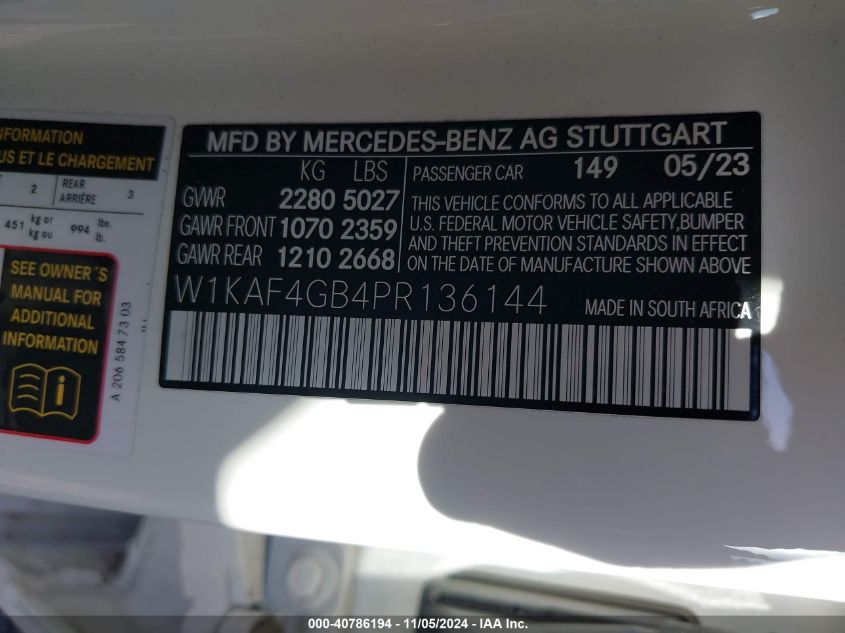 NFORMATION
US ET LE CHARGEMENT
2 REAR ARRIÈRE 3
451 kg or kg ou 994 lbs. lb.
SEE OWNER´S
MANUAL FOR
ADDITIONAL
INFORMATION
A 206 584 73 03
MFD BY MERCEDES-BENZ AG STUTTGART
KG LBS
GVWR 2280 5027
GAWR FRONT 1070 2359
GAWR REAR 1210 2668
PASSENGER CAR 149 05/23
THIS VEHICLE CONFORMS TO ALL APPLICABLE
U.S. FEDERAL MOTOR VEHICLE SAFETY,BUMPER
AND THEFT PREVENTION STANDARDS IN EFFECT
ON THE DATE OF MANUFACTURE SHOWN ABOVE
W1KAF4GB4PR136144 MADE IN SOUTH AFRICA
000-40786194 - 11/05/2024 - IAA Inc.